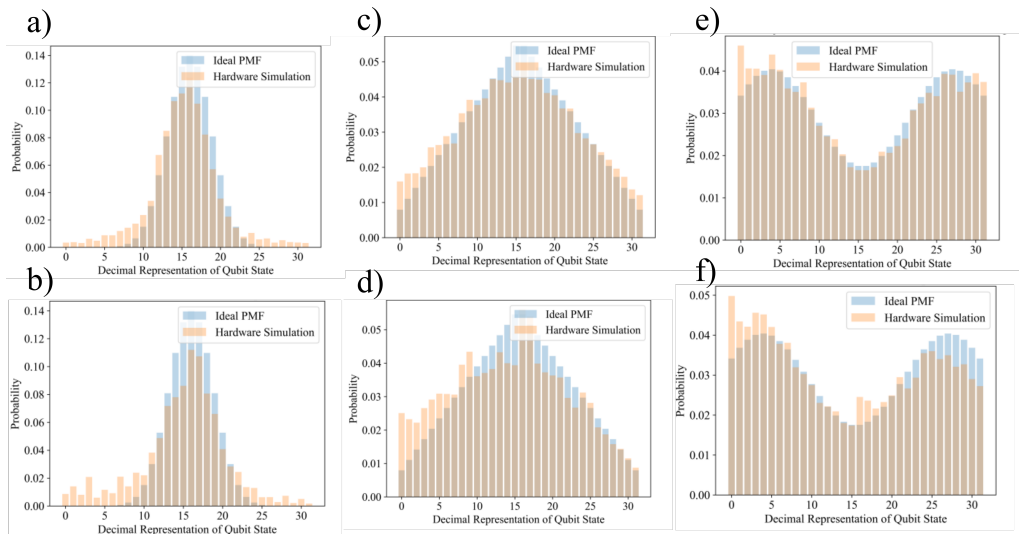 a)
Ideal PMF
Hardware Simulation
Probability
0.14
0.12
0.10
0.08
0.06
0.04
0.02
0.00
0 5 10 15 20 25 30
Decimal Representation of Qubit State
c)
Ideal PMF
Hardware Simulation
Probability
0.05
0.04
0.03
0.02
0.01
0.00
0 5 10 15 20 25 30
Decimal Representation of Qubit State
e)
Ideal PMF
Hardware Simulation
Probability
0.04
0.03
0.02
0.01
0.00
0 5 10 15 20 25 30
Decimal Representation of Qubit State
b)
Ideal PMF
Hardware Simulation
Probability
0.14
0.12
0.10
0.08
0.06
0.04
0.02
0.00
0 5 10 15 20 25 30
Decimal Representation of Qubit State
d)
Ideal PMF
Hardware Simulation
Probability
0.05
0.04
0.03
0.02
0.01
0.00
0 5 10 15 20 25 30
Decimal Representation of Qubit State
f)
Ideal PMF
Hardware Simulation
Probability
0.05
0.04
0.03
0.02
0.01
0.00
0 5 10 15 20 25 30
Decimal Representation of Qubit State